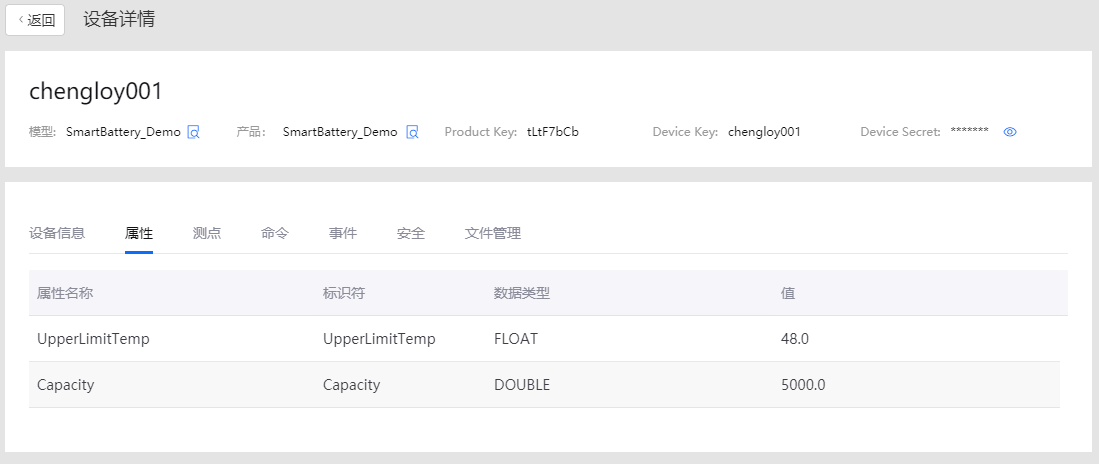 返回 设备详情
chengloy001
模型: SmartBattery_Demo 产品: SmartBattery_Demo Product Key: tLtF7bCb Device Key: chengloy001 Device Secret: *******
设备信息 属性 测点 命令 事件 安全 文件管理
属性名称 标识符 数据类型 值
UpperLimitTemp UpperLimitTemp FLOAT 48.0
Capacity Capacity DOUBLE 5000.0